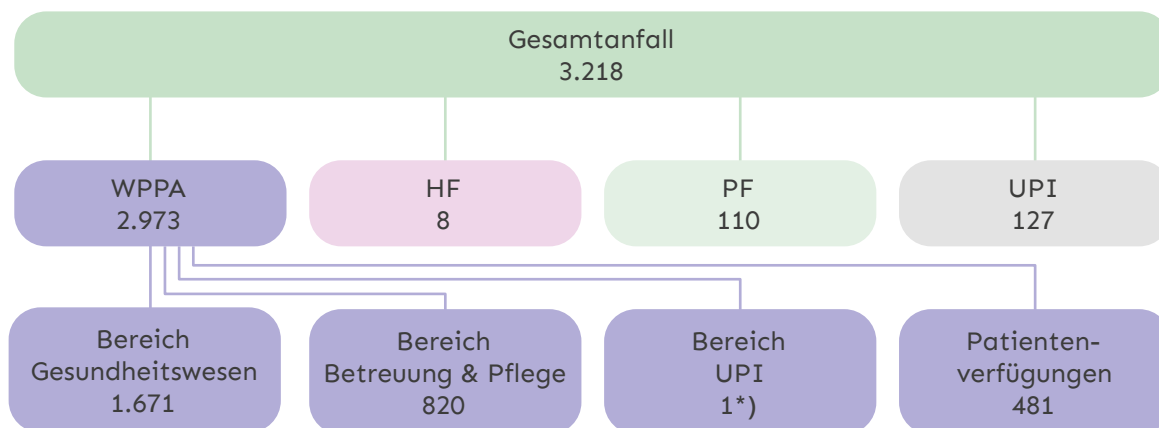 Gesamtanfall
3.218
WPPA
2.973
HF
8
PF
110
UPI
127
Bereich
Gesundheitswesen
1.671
Bereich
Betreuung & Pflege
820
Bereich
UPI
1*)
Patienten-
verfügungen
481